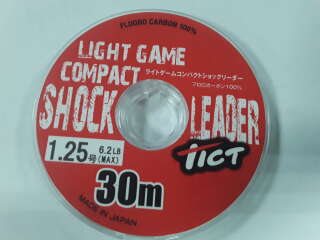 FLUORO CARBON 100%
LIGHT GAME
COMPACT
ライトゲームコンパクトショックリーダー
フロロカーボン100%
SHOCK LEADER
1.25号 6.2LB (MAX)
TICT
30m
MADE IN JAPAN